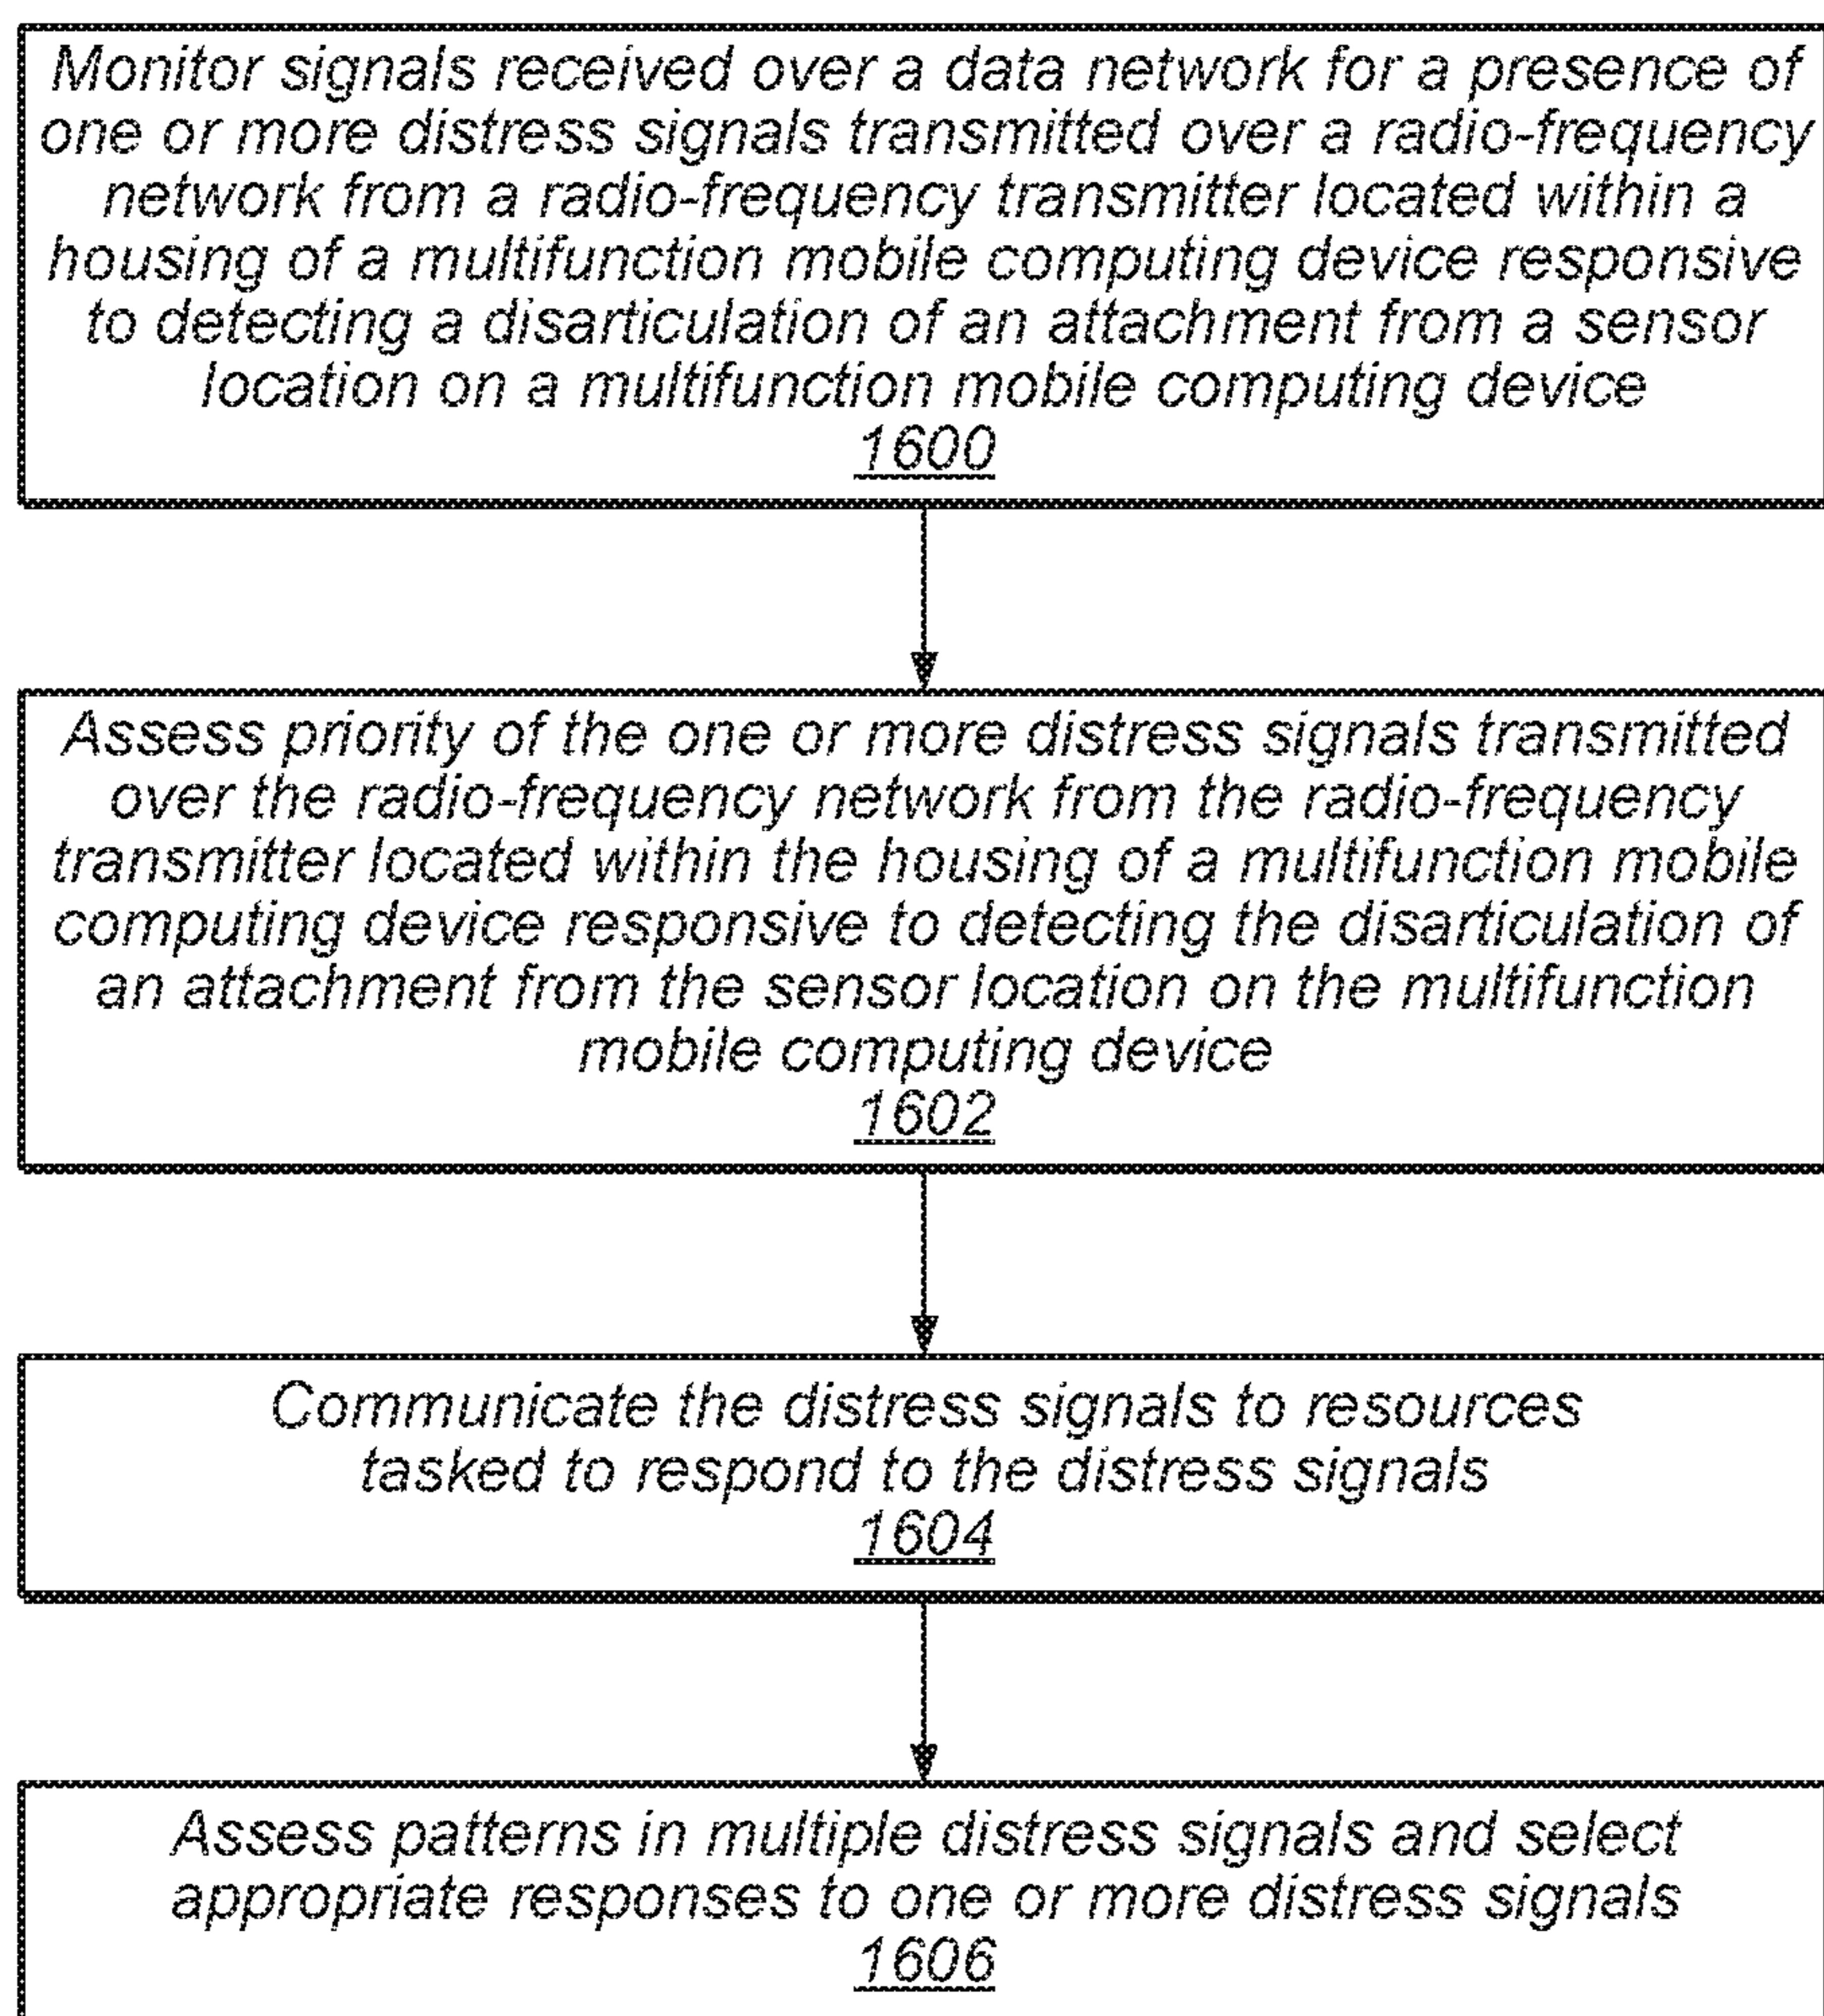 Monitor signals received over a data network for a presence of
one or more distress signals transmitted over a radio-frequency
network from a radio-frequency transmitter located within a
housing of a multifunction mobile computing device responsive
to detecting a disarticulation of an attachment from a sensor
location on a multifunction mobile computing device
1600
Assess priority of the one or more distress signals transmitted
over the radio-frequency network from the radio-frequency
transmitter located within the housing of a multifunction mobile
computing device responsive to detecting the disarticulation of
an attachment from the sensor location on the multifunction
mobile computing device
1602
Communicate the distress signals to resources
tasked to respond to the distress signals
1604
Assess patterns in multiple distress signals and select
appropriate responses to one or more distress signals
1606